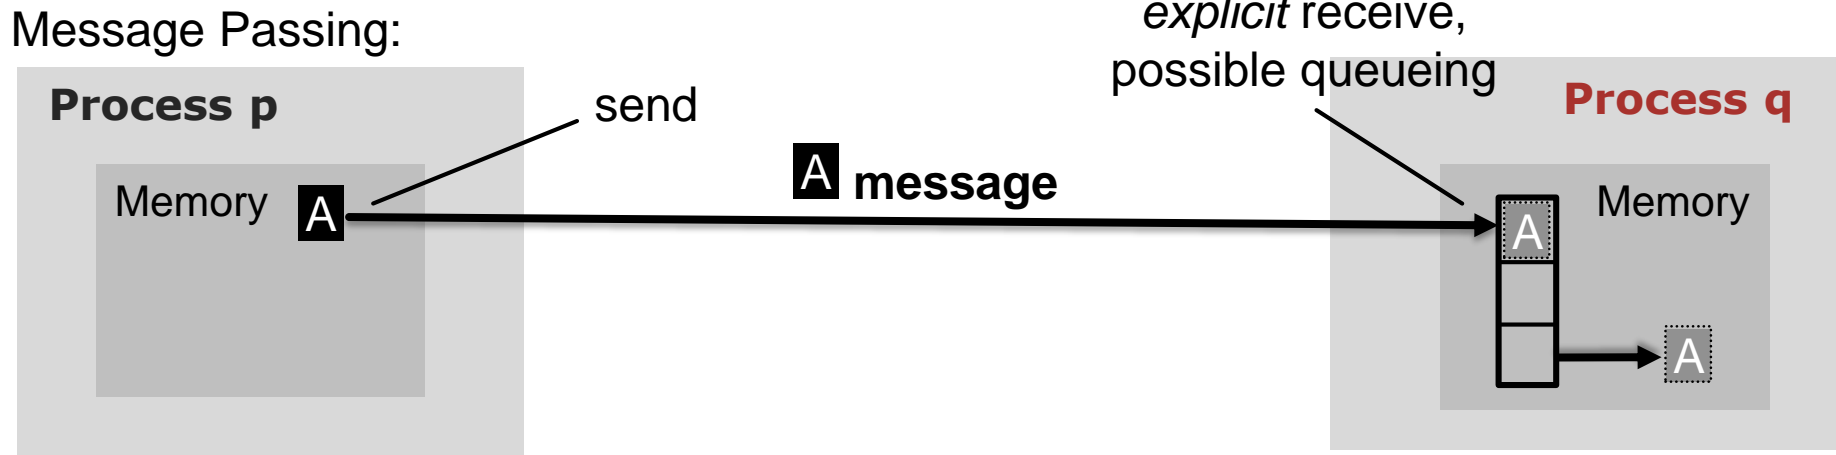 Message Passing:
explicit receive,
possible queueing
Process p
send
Process q
A message
Memory A
A Memory
A